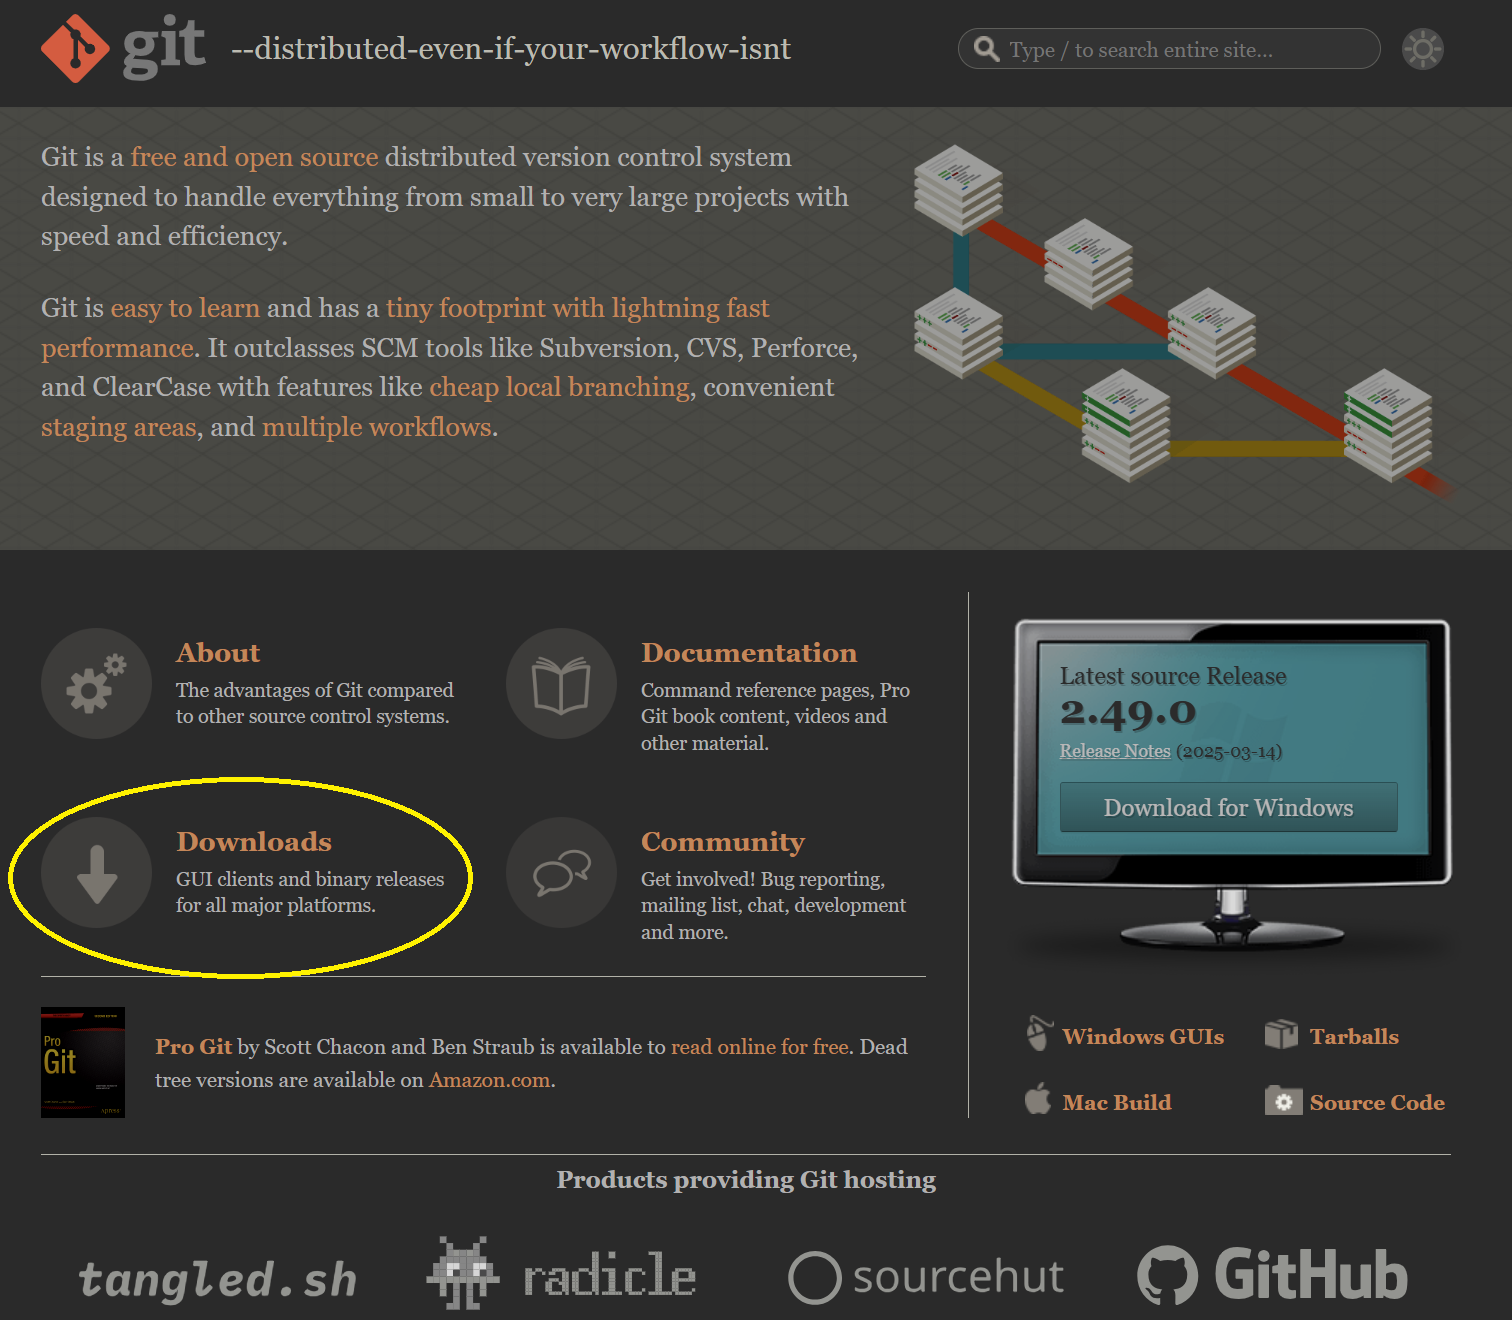 git --distributed-even-if-your-workflow-isnt
Type / to search entire site...
Git is a free and open source distributed version control system
designed to handle everything from small to very large projects with
speed and efficiency.
Git is easy to learn and has a tiny footprint with lightning fast
performance. It outclasses SCM tools like Subversion, CVS, Perforce,
and ClearCase with features like cheap local branching, convenient
staging areas, and multiple workflows.
About
The advantages of Git compared
to other source control systems.
Documentation
Command reference pages, Pro
Git book content, videos and
other material.
Downloads
GUI clients and binary releases
for all major platforms.
Community
Get involved! Bug reporting,
mailing list, chat, development
and more.
Pro
Git
apress
Pro Git by Scott Chacon and Ben Straub is available to read online for free. Dead
tree versions are available on Amazon.com.
Latest source Release
2.49.0
Release Notes (2025-03-14)
Download for Windows
Windows GUIs
Tarballs
Mac Build
Source Code
Products providing Git hosting
tangled.sh
radicle
sourcehut
GitHub